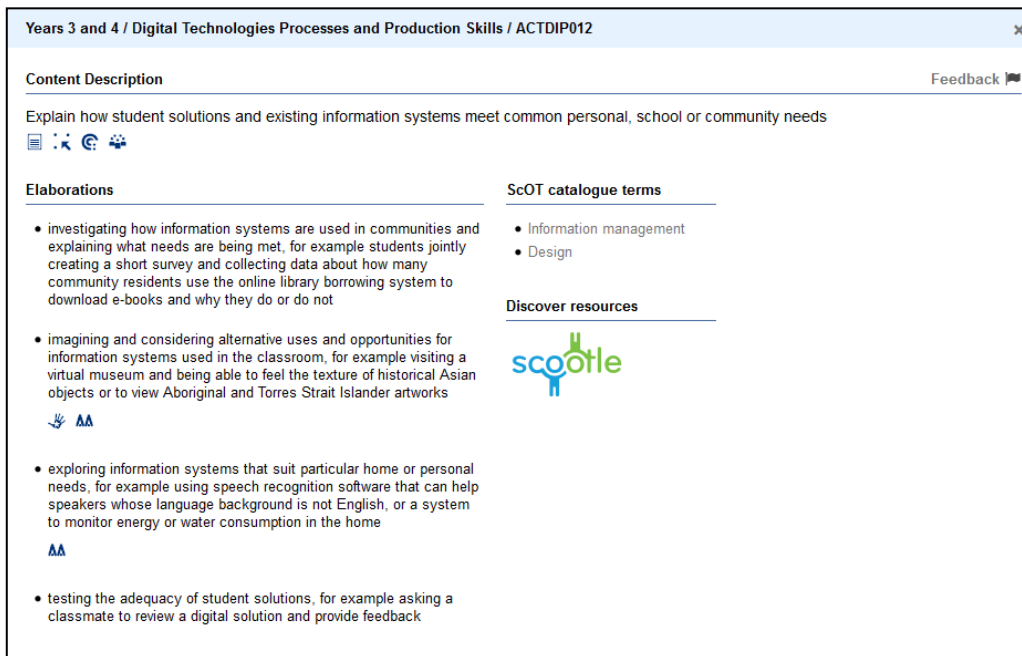 Years 3 and 4 / Digital Technologies Processes and Production Skills / ACTDIP012
Content Description
Feedback
Explain how student solutions and existing information systems meet common personal, school or community needs
Elaborations
• investigating how information systems are used in communities and
explaining what needs are being met, for example students jointly
creating a short survey and collecting data about how many
community residents use the online library borrowing system to
download e-books and why they do or do not
• imagining and considering alternative uses and opportunities for
information systems used in the classroom, for example visiting a
virtual museum and being able to feel the texture of historical Asian
objects or to view Aboriginal and Torres Strait Islander artworks
• exploring information systems that suit particular home or personal
needs, for example using speech recognition software that can help
speakers whose language background is not English, or a system
to monitor energy or water consumption in the home
• testing the adequacy of student solutions, for example asking a
classmate to review a digital solution and provide feedback
ScOT catalogue terms
• Information management
• Design
Discover resources
scootle